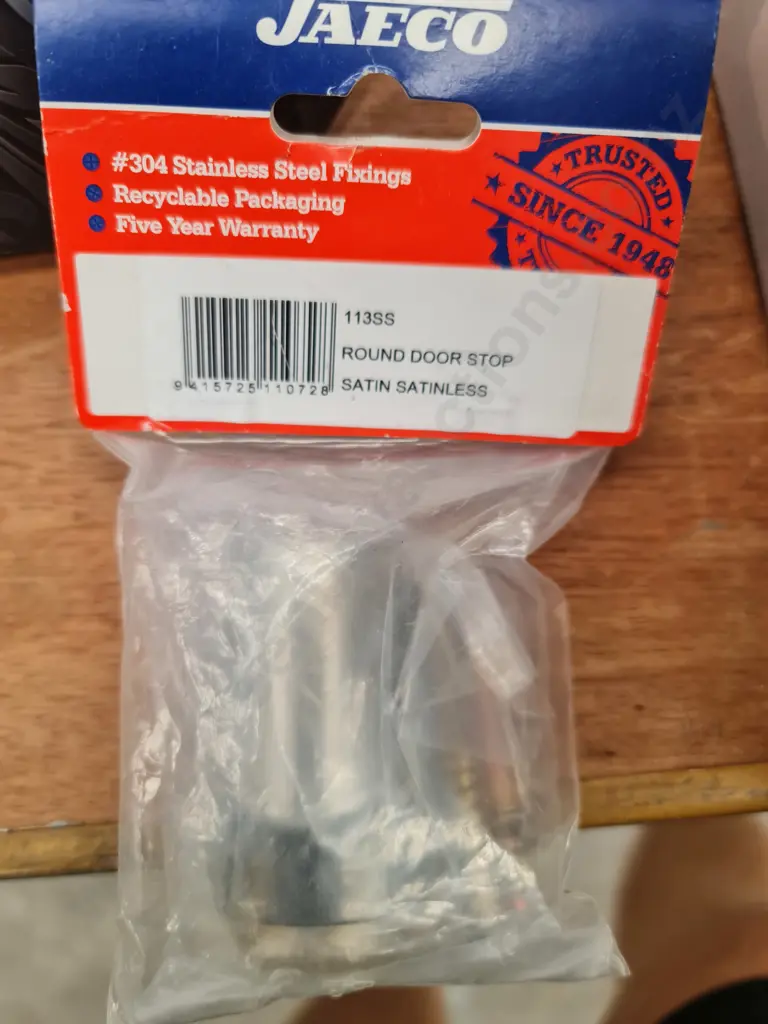 JAECO
#304 Stainless Steel Fixings
Recyclable Packaging
Five Year Warranty
TRUSTED
SINCE 1948
113SS
ROUND DOOR STOP
SATIN SATINLESS
9 415725 110728